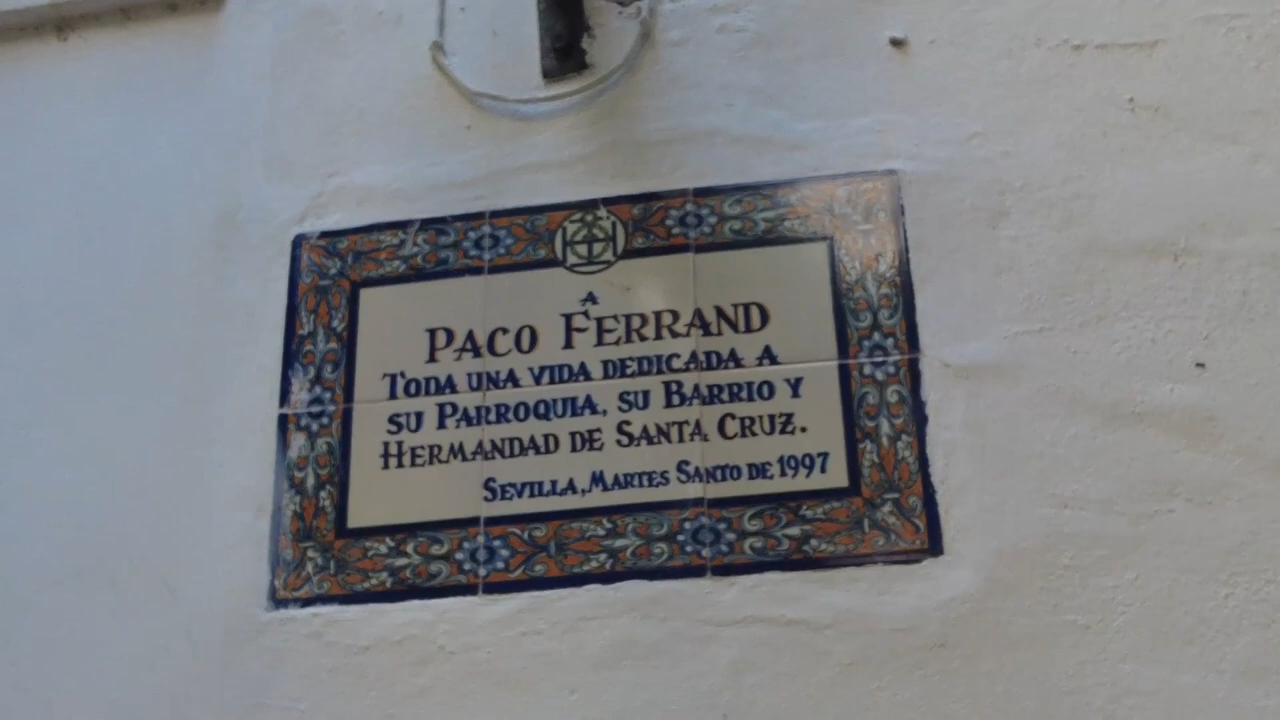 A
PACO FERRAND
TODA UNA VIDA DEDICADA A
SU PARROQUIA, SU BARRIO Y
HERMANDAD DE SANTA CRUZ.
SEVILLA, MARTES SANTO DE 1997